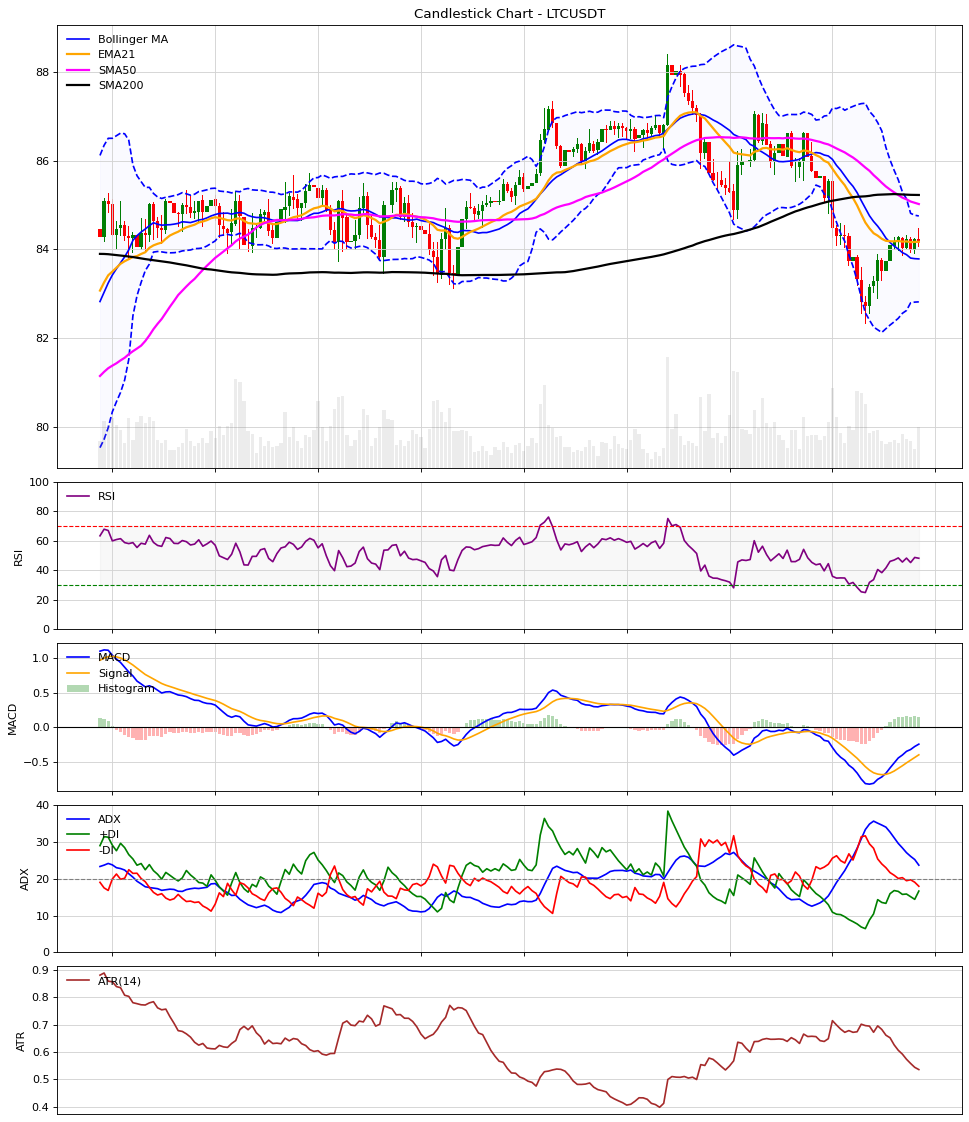 Candlestick Chart - LTCUSDT
Bollinger MA
EMA21
SMA50
SMA200
88
86
84
82
80
100
80
60
40
20
0
RSI
RSI
1.0
0.5
0.0
−0.5
MACD
MACD
Signal
Histogram
40
30
20
10
0
ADX
ADX
+DI
-DI
0.9
0.8
0.7
0.6
0.5
0.4
ATR
ATR(14)